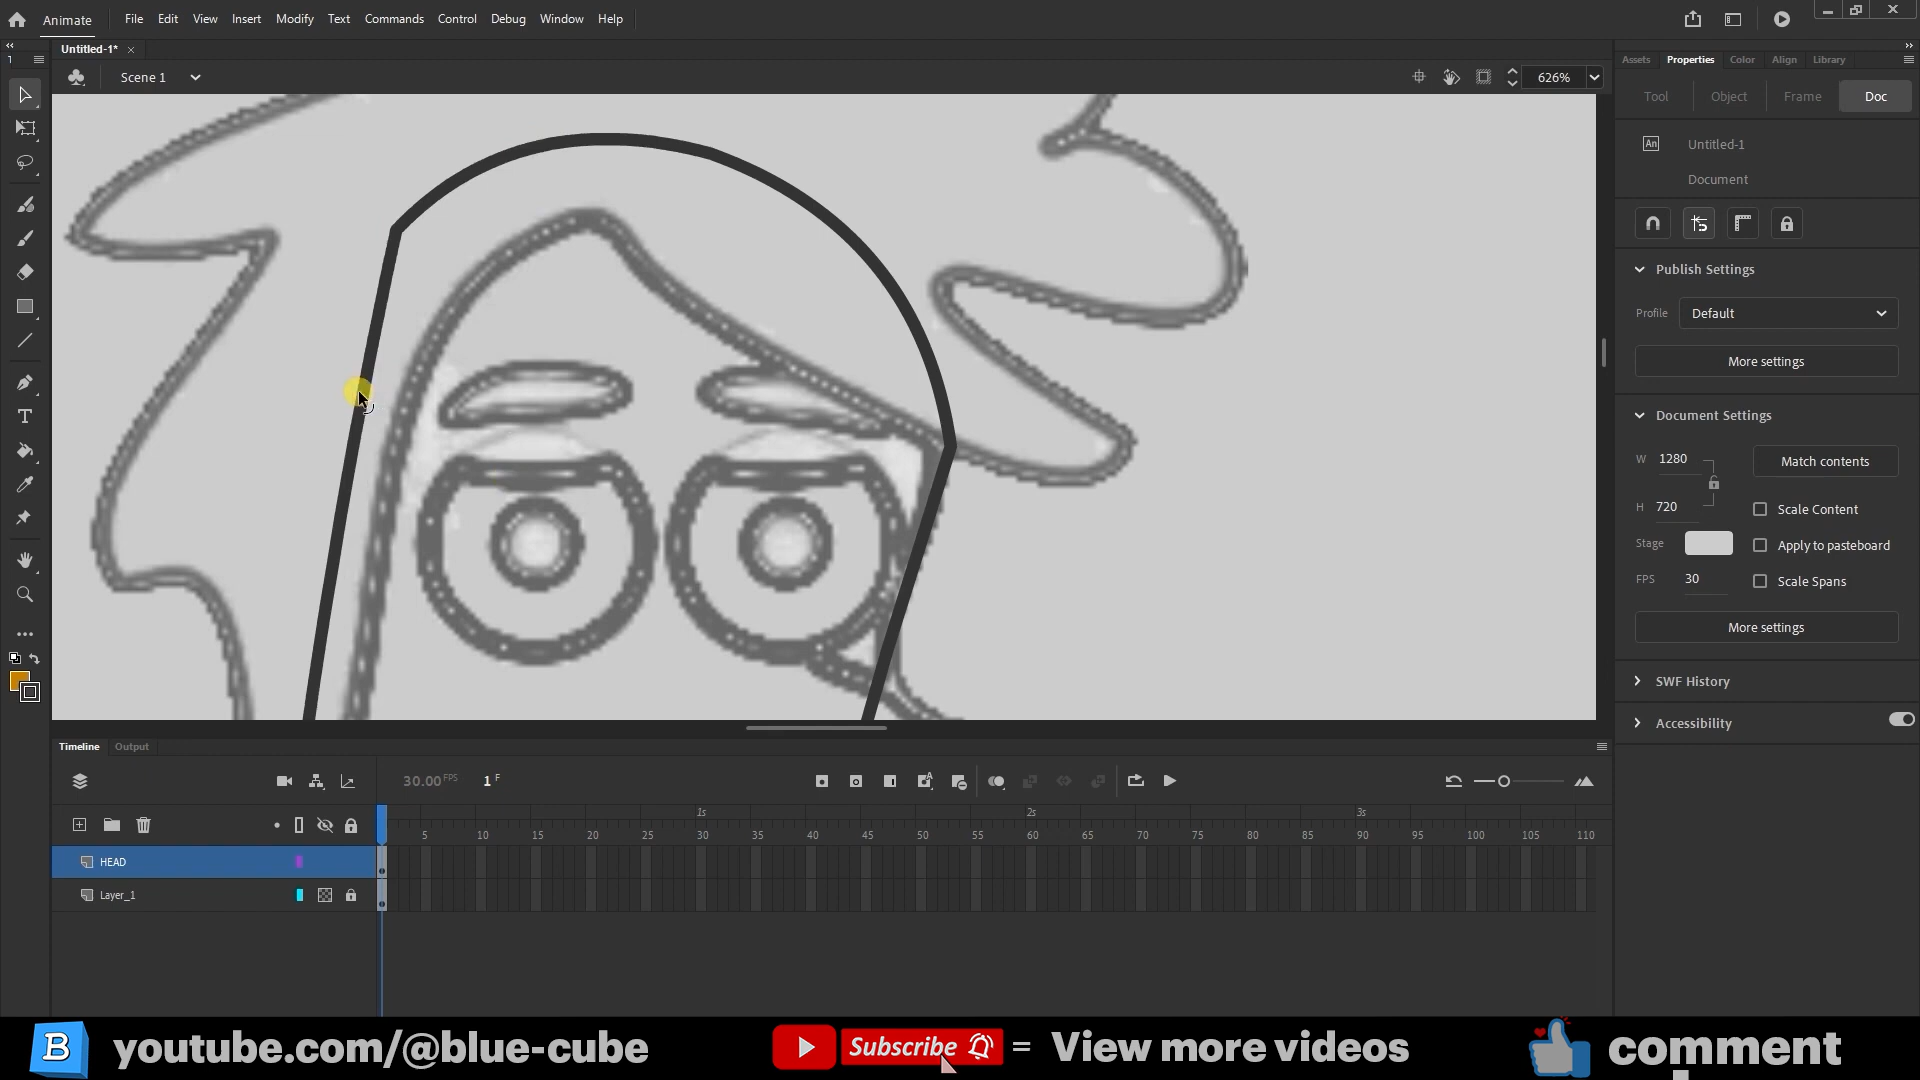 Animate File Edit View Insert Modify Text Commands Control Debug Window Help
Untitled-1*
1
Scene 1 626%
Assets Properties Color Align Library
Tool Object Frame Doc
An Untitled-1
Document
Publish Settings
Profile Default
More settings
Document Settings
W 1280 Match contents
H 720 Scale Content
Stage Apply to pasteboard
FPS 30 Scale Spans
More settings
SWF History
Accessibility
Timeline Output
30.00 FPS 1 F
1s 2s 3s
5 10 15 20 25 30 35 40 45 50 55 60 65 70 75 80 85 90 95 100 105 110
HEAD
Layer_1
B youtube.com/@blue-cube Subscribe = View more videos comment